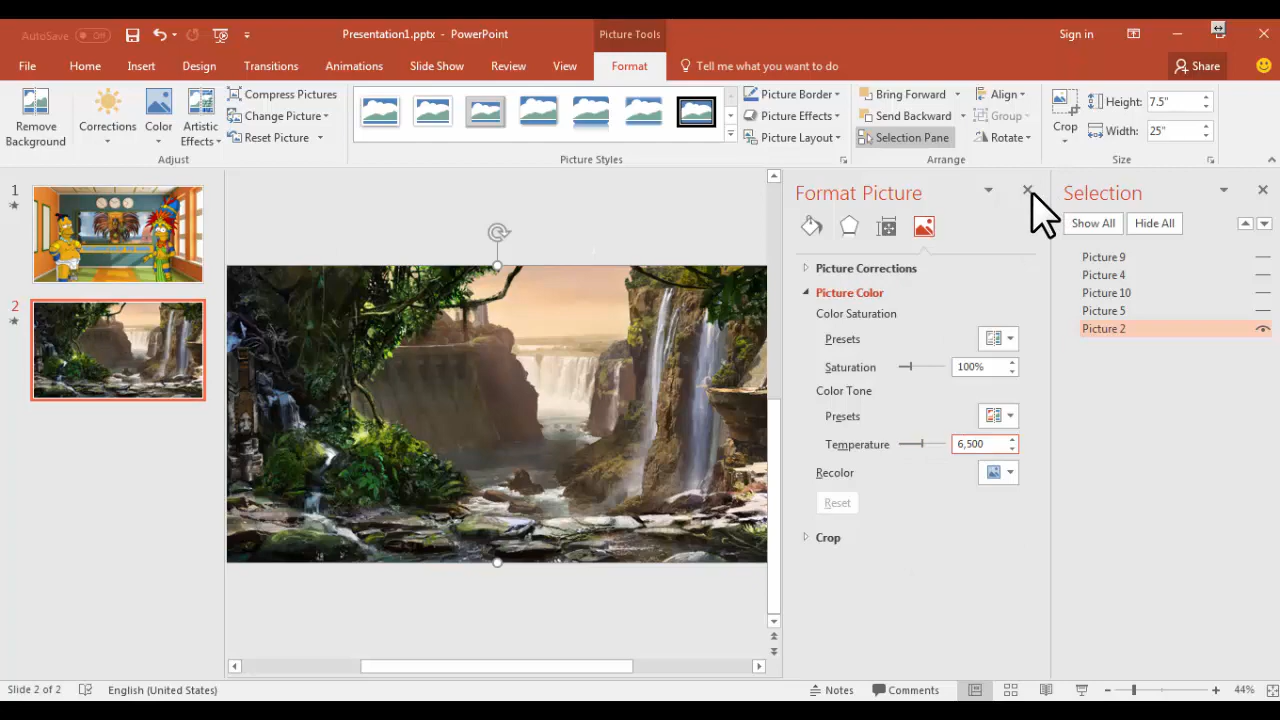 AutoSave Off
Presentation1.pptx - PowerPoint
Picture Tools
Sign in
File Home Insert Design Transitions Animations Slide Show Review View Format Tell me what you want to do Share
Remove Background
Corrections
Color
Artistic Effects
Compress Pictures
Change Picture
Reset Picture
Adjust
Picture Styles
Picture Border
Picture Effects
Picture Layout
Bring Forward
Send Backward
Selection Pane
Align
Group
Rotate
Arrange
Crop
Height: 7.5"
Width: 25"
Size
1
2
Format Picture
Picture Corrections
Picture Color
Color Saturation
Presets
Saturation 100%
Color Tone
Presets
Temperature 6,500
Recolor
Reset
Crop
Selection
Show All Hide All
Picture 9
Picture 4
Picture 10
Picture 5
Picture 2
Slide 2 of 2 English (United States) Notes Comments 44%